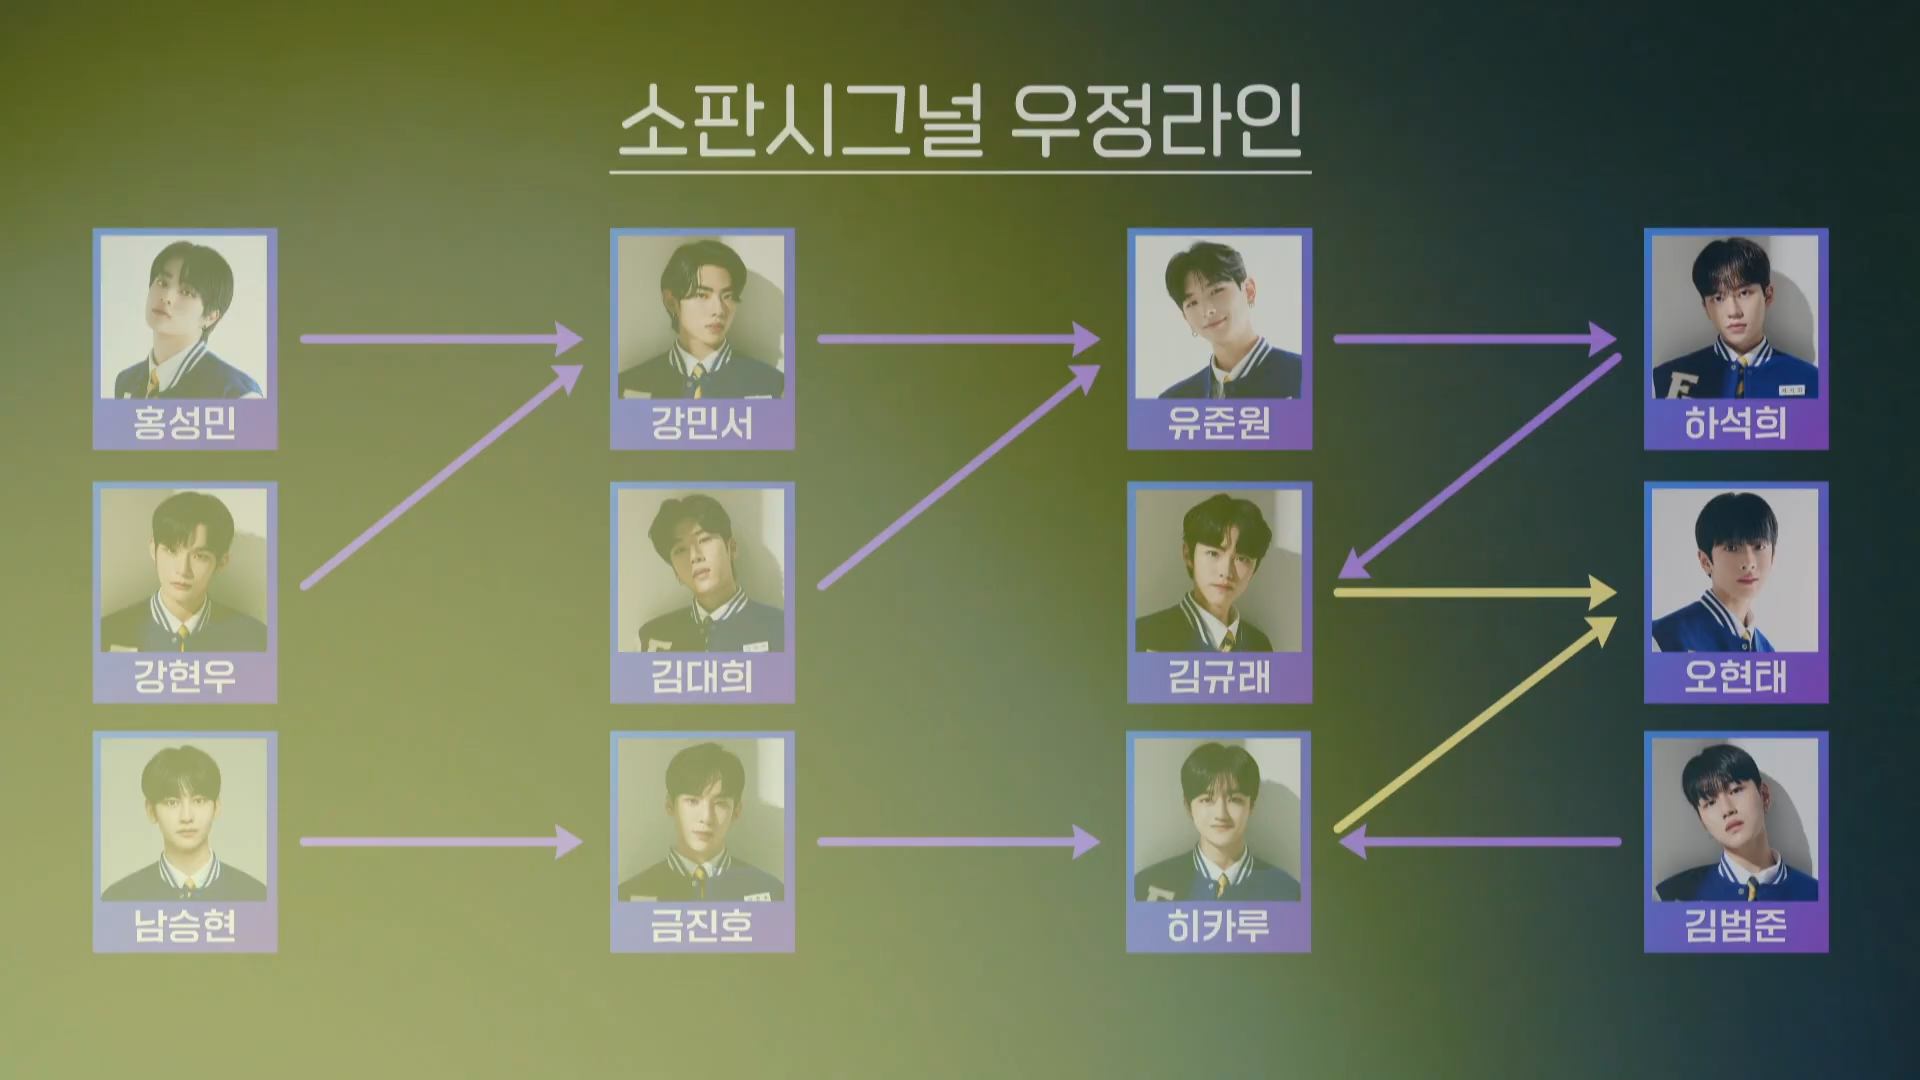 소판시그널 우정라인
홍성민
강민서
유준원
하석희
강현우
김대희
김규래
오현태
남승현
금진호
히카루
김범준